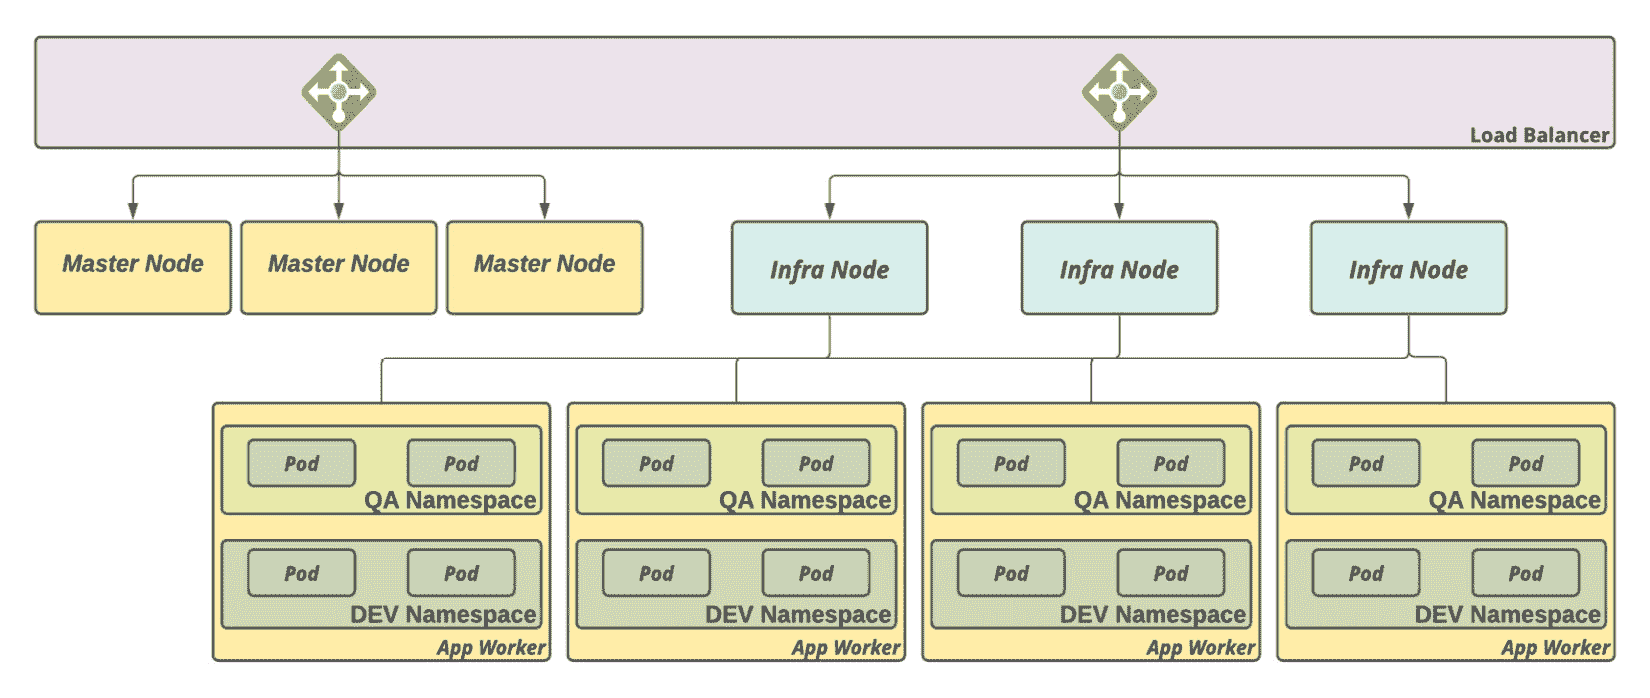 Load Balancer
Master Node
Master Node
Master Node
Infra Node
Infra Node
Infra Node
Pod
Pod
QA Namespace
Pod
Pod
DEV Namespace
App Worker
Pod
Pod
QA Namespace
Pod
Pod
DEV Namespace
App Worker
Pod
Pod
QA Namespace
Pod
Pod
DEV Namespace
App Worker
Pod
Pod
QA Namespace
Pod
Pod
DEV Namespace
App Worker